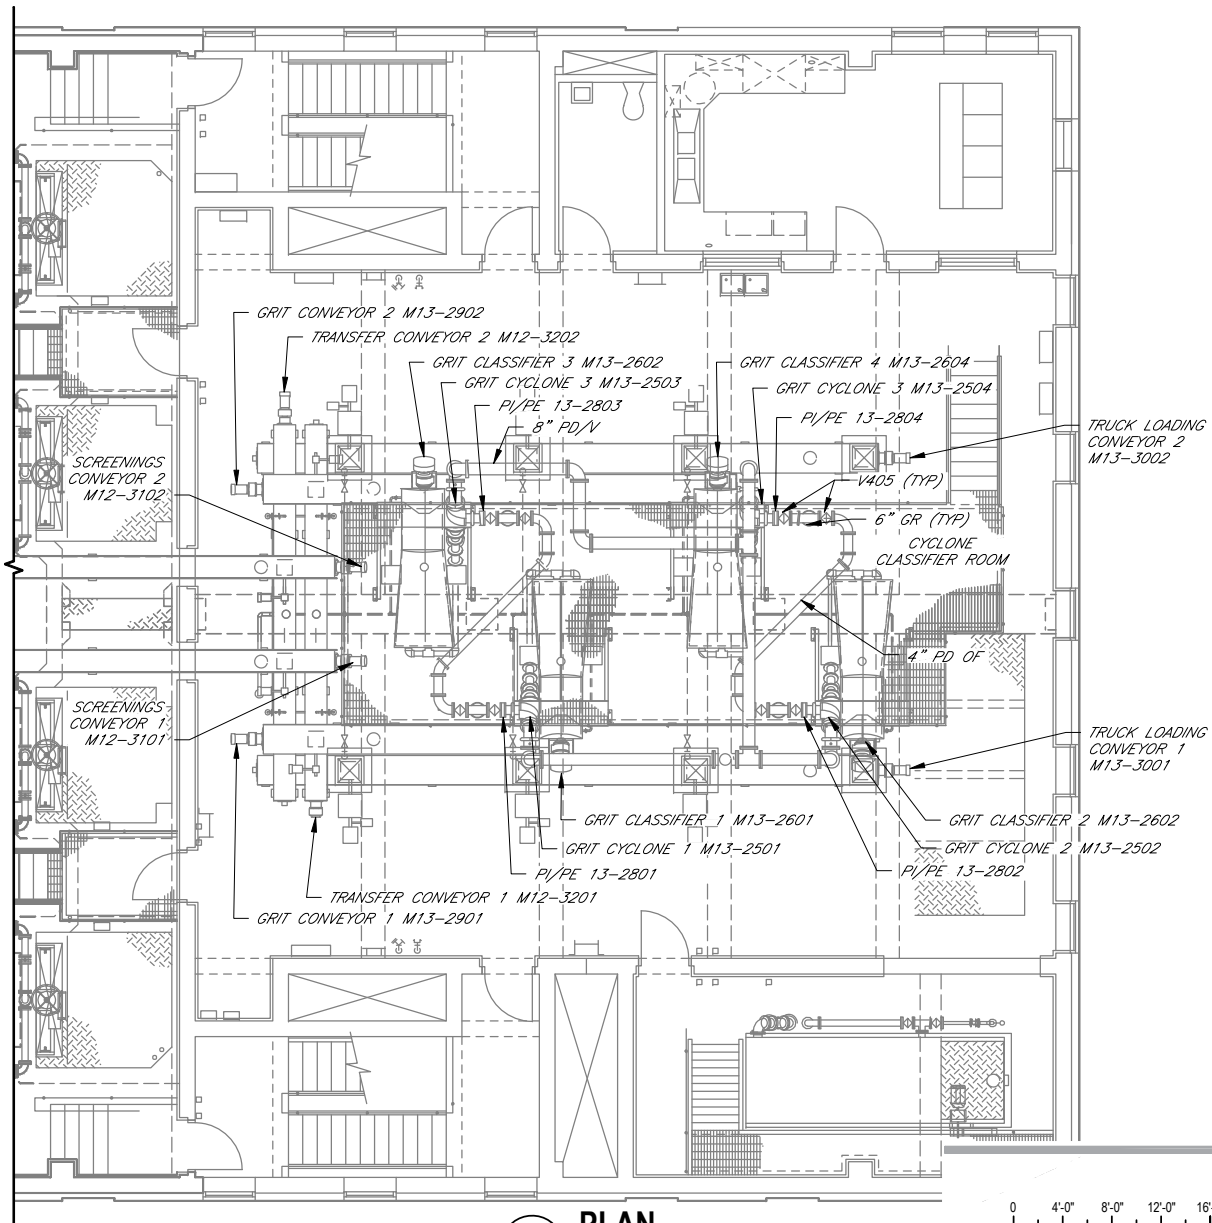 GRIT CONVEYOR 2 M13-2902
TRANSFER CONVEYOR 2 M12-3202
GRIT CLASSIFIER 3 M13-2602
GRIT CLASSIFIER 4 M13-2604
GRIT CYCLONE 3 M13-2503
GRIT CYCLONE 3 M13-2504
PI/PE 13-2803
PI/PE 13-2804
8" PD/V
TRUCK LOADING
CONVEYOR 2
M13-3002
SCREENINGS
CONVEYOR 2
M12-3102
V405 (TYP)
6" GR (TYP)
CYCLONE
CLASSIFIER ROOM
4" PD OF
SCREENINGS
CONVEYOR 1
M12-3101
TRUCK LOADING
CONVEYOR 1
M13-3001
GRIT CLASSIFIER 1 M13-2601
GRIT CLASSIFIER 2 M13-2602
GRIT CYCLONE 1 M13-2501
GRIT CYCLONE 2 M13-2502
PI/PE 13-2801
PI/PE 13-2802
TRANSFER CONVEYOR 1 M12-3201
GRIT CONVEYOR 1 M13-2901
PLAN
0 4'-0" 8'-0" 12'-0" 16'-